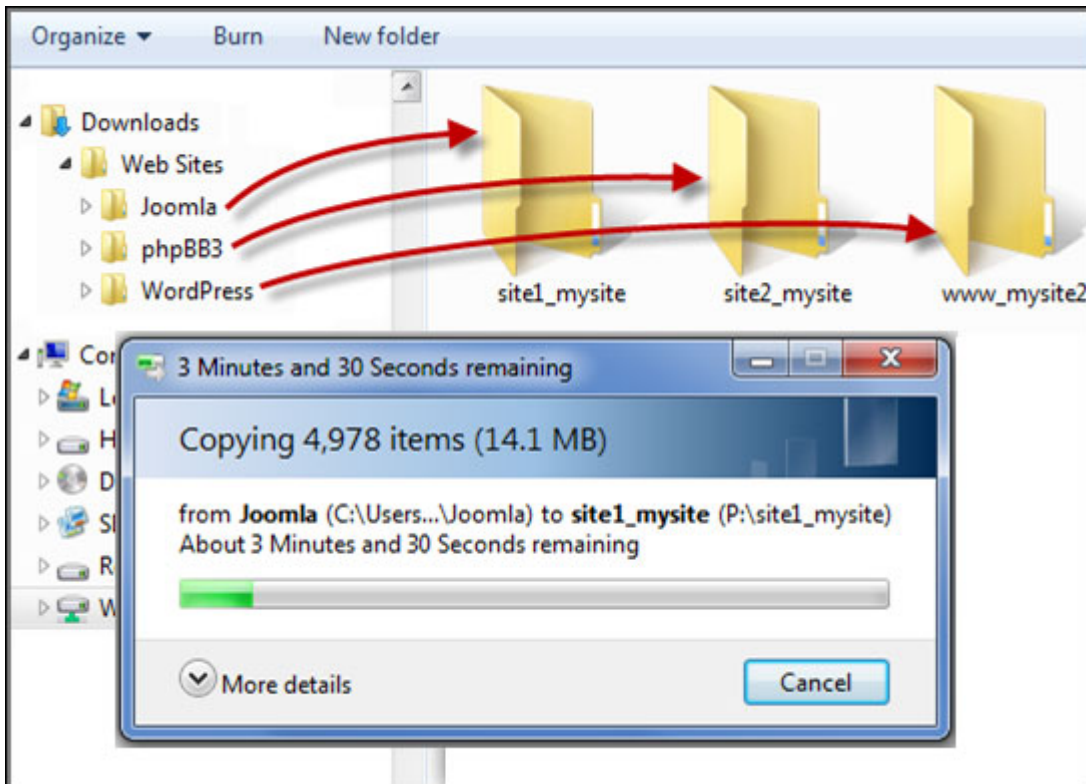 Organize Burn New folder
Downloads
Web Sites
Joomla
phpBB3
WordPress
site1_mysite site2_mysite www_mysite2
3 Minutes and 30 Seconds remaining
Copying 4,978 items (14.1 MB)
from Joomla (C:\Users...\Joomla) to site1_mysite (P:\site1_mysite)
About 3 Minutes and 30 Seconds remaining
More details
Cancel